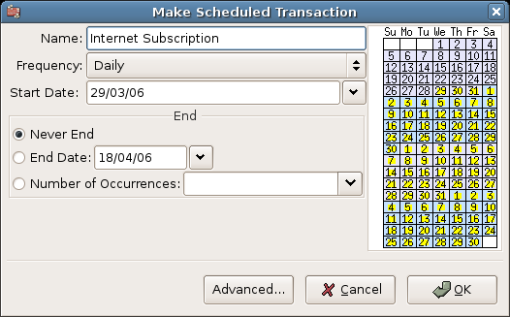 Make Scheduled Transaction
Name: Internet Subscription
Frequency: Daily
Start Date: 29/03/06
End
Never End
End Date: 18/04/06
Number of Occurrences:
Advanced...
Cancel
OK
Su Mo Tu We Th Fr Sa
1 2 3 4
5 6 7 8 9 10 11
12 13 14 15 16 17 18
19 20 21 22 23 24 25
26 27 28 29 30 31 1
2 3 4 5 6 7 8
9 10 11 12 13 14 15
16 17 18 19 20 21 22
23 24 25 26 27 28 29
30 1 2 3 4 5 6
7 8 9 10 11 12 13
14 15 16 17 18 19 20
21 22 23 24 25 26 27
28 29 30 31 1 2 3
4 5 6 7 8 9 10
11 12 13 14 15 16 17
18 19 20 21 22 23 24
25 26 27 28 29 30